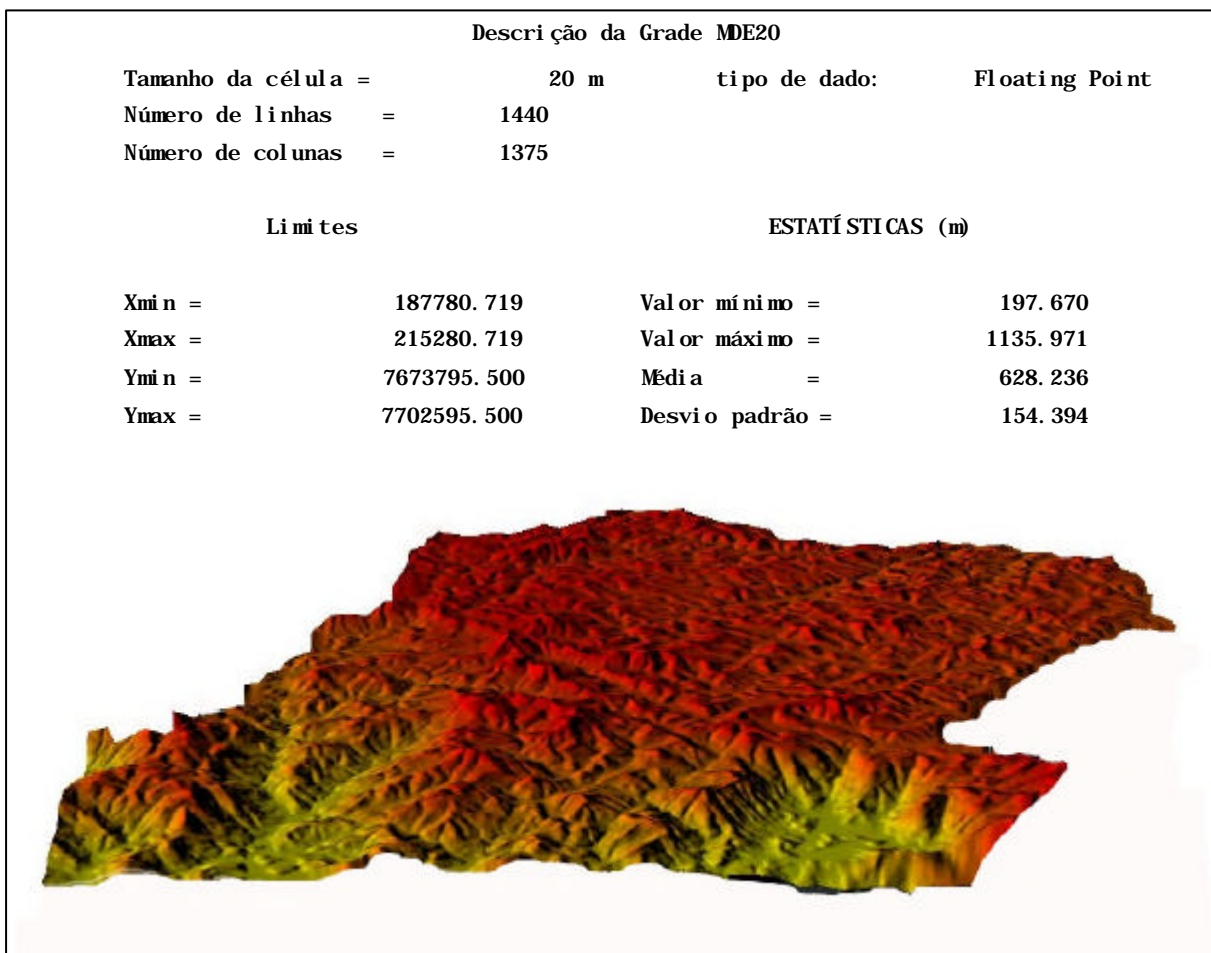 Descrição da Grade MDE20
Tamanho da célula = 20 m tipo de dado: Floating Point
Número de linhas = 1440
Número de colunas = 1375
Limites ESTATÍSTICAS (m)
Xmin = 187780.719 Valor mínimo = 197.670
Xmax = 215280.719 Valor máximo = 1135.971
Ymin = 7673795.500 Média = 628.236
Ymax = 7702595.500 Desvio padrão = 154.394